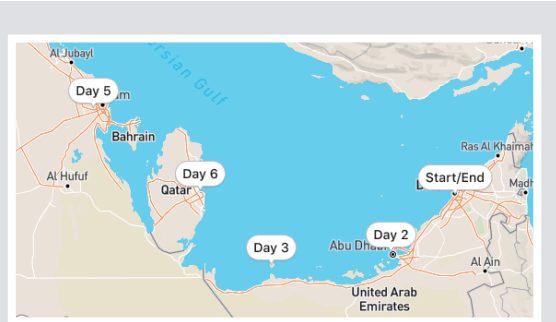 Al Jubayl
Persian Gulf
Day 5
Bahrain
Ras Al Khaimah
Al Hufuf
Day 6
Qatar
Start/End
Day 2
Abu Dhabi
Day 3
Al Ain
United Arab
Emirates